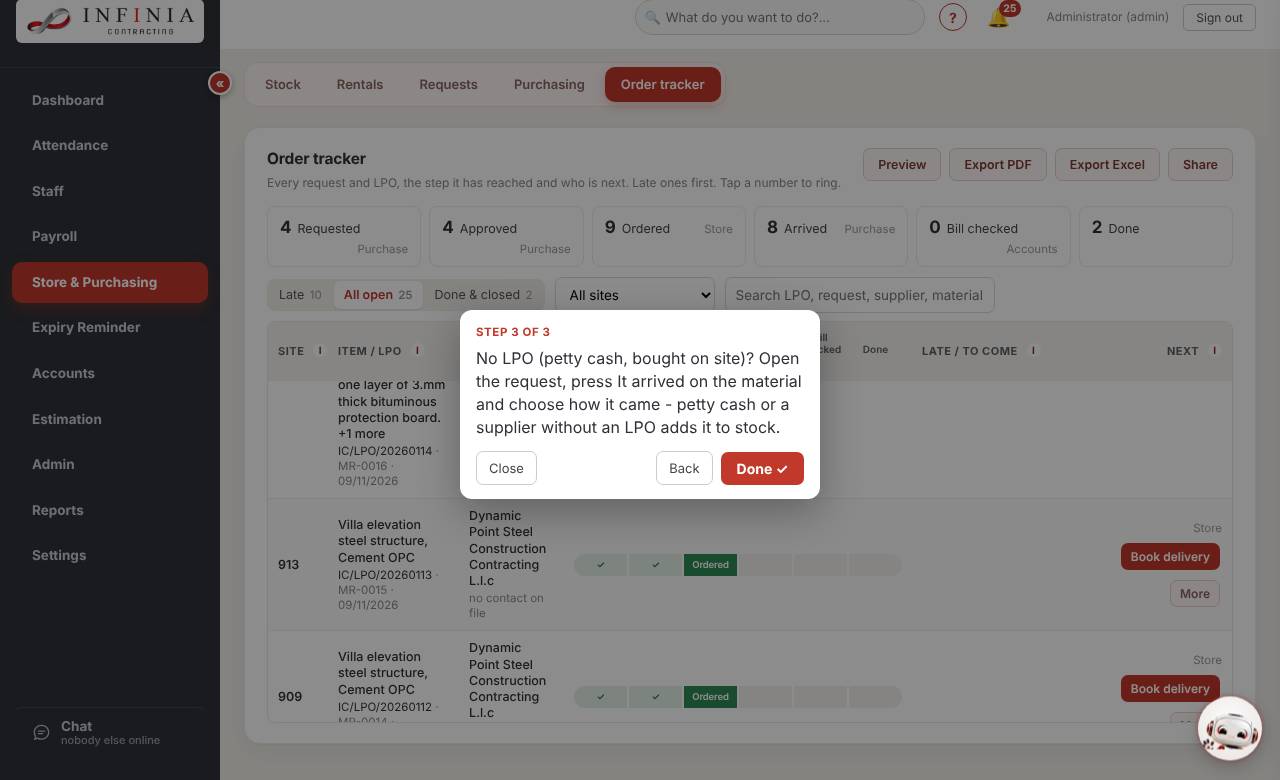 INFINIA
CONTRACTING
What do you want to do?...
?
25
Administrator (admin)
Sign out
«
Dashboard
Attendance
Staff
Payroll
Store & Purchasing
Expiry Reminder
Accounts
Estimation
Admin
Reports
Settings
Chat
nobody else online
Stock
Rentals
Requests
Purchasing
Order tracker
Order tracker
Every request and LPO, the step it has reached and who is next. Late ones first. Tap a number to ring.
Preview
Export PDF
Export Excel
Share
4 Requested
Purchase
4 Approved
Purchase
9 Ordered
Store
8 Arrived
Purchase
0 Bill checked
Accounts
2 Done
Late 10
All open 25
Done & closed 2
All sites
Search LPO, request, supplier, material
SITE
ITEM / LPO
Done
LATE / TO COME
NEXT
STEP 3 OF 3
No LPO (petty cash, bought on site)? Open
the request, press It arrived on the material
and choose how it came - petty cash or a
supplier without an LPO adds it to stock.
Close
Back
Done ✓
one layer of 3.mm
thick bituminous
protection board.
+1 more
IC/LPO/20260114 ·
MR-0016 ·
09/11/2026
913
Villa elevation
steel structure,
Cement OPC
IC/LPO/20260113 ·
MR-0015 ·
09/11/2026
Dynamic
Point Steel
Construction
Contracting
L.l.c
no contact on
file
✓
✓
Ordered
Store
Book delivery
More
909
Villa elevation
steel structure,
Cement OPC
IC/LPO/20260112 ·
MR-0014 ·
Dynamic
Point Steel
Construction
Contracting
L.l.c
✓
✓
Ordered
Store
Book delivery